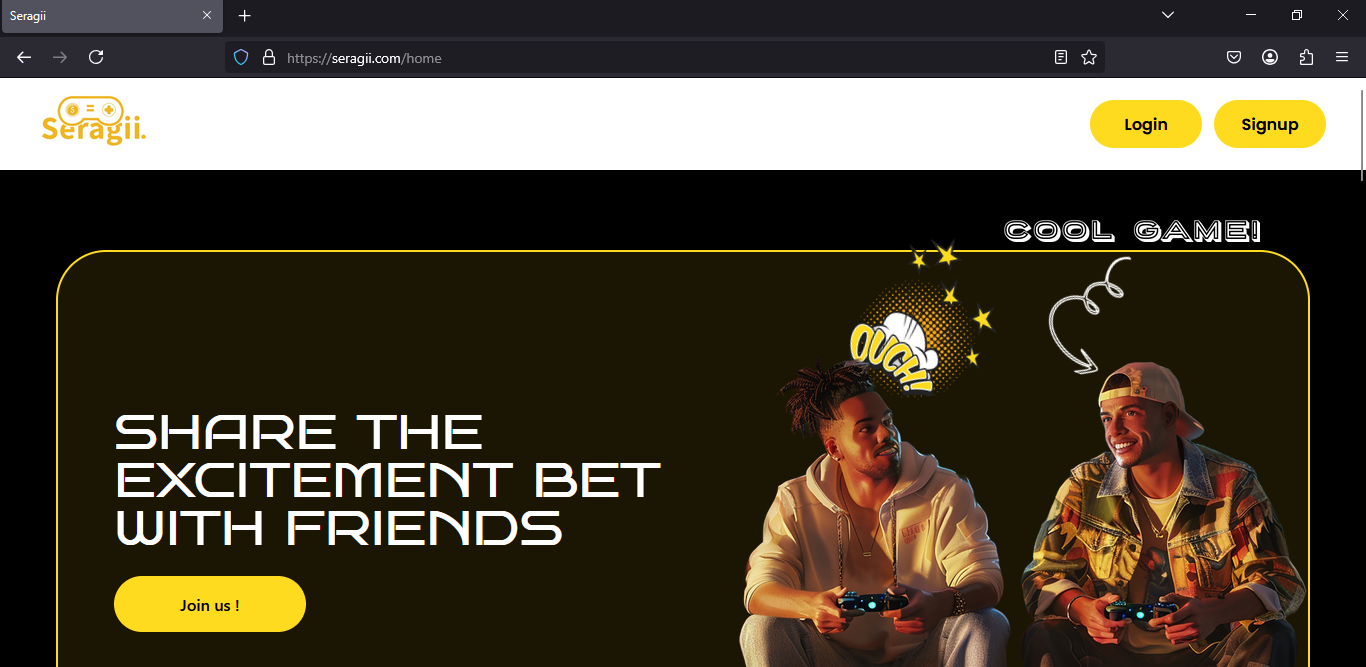 Seragii
https://seragii.com/home
Seragii.
Login
Signup
COOL GAME!
OUCH!
SHARE THE
EXCITEMENT BET
WITH FRIENDS
Join us !